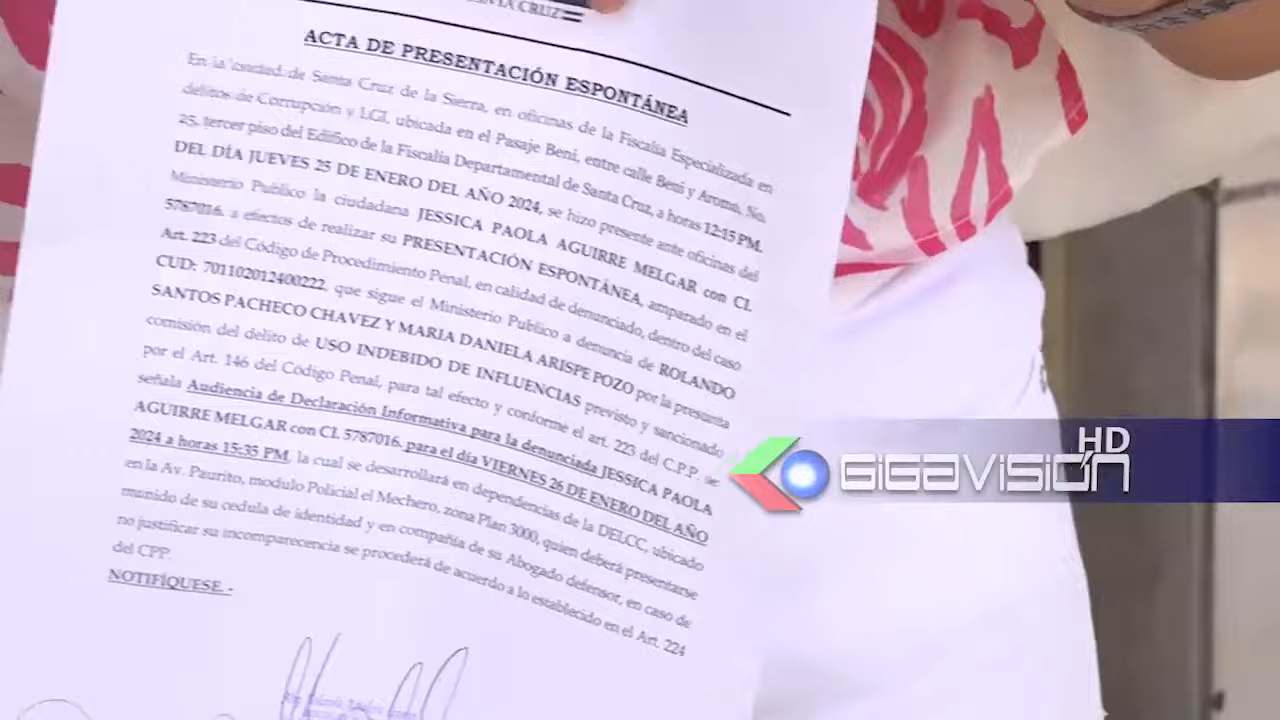 SANTA CRUZ
ACTA DE PRESENTACIÓN ESPONTÁNEA
En la ciudad de Santa Cruz de la Sierra, en oficinas de la Fiscalía Especializada en
delitos de Corrupción y LGI, ubicada en el Pasaje Beni, entre calle Beni y Aroma, No.
25, tercer piso del Edifico de la Fiscalía Departamental de Santa Cruz, a horas 12:15 PM.
DEL DÍA JUEVES 25 DE ENERO DEL AÑO 2024, se hizo presente ante oficinas del
Ministerio Publico la ciudadana JESSICA PAOLA AGUIRRE MELGAR con CI.
5787016. a efectos de realizar su PRESENTACIÓN ESPONTÁNEA, amparado en el
Art. 223 del Código de Procedimiento Penal, en calidad de denunciado, dentro del caso
CUD: 701102012400222, que sigue el Ministerio Publico a denuncia de ROLANDO
SANTOS PACHECO CHAVEZ Y MARIA DANIELA ARISPE POZO por la presunta
comisión del delito de USO INDEBIDO DE INFLUENCIAS previsto y sancionado
por el Art. 146 del Código Penal, para tal efecto y conforme el art. 223 del C.P.P. se
señala Audiencia de Declaración Informativa para la denunciada JESSICA PAOLA
AGUIRRE MELGAR con CI. 5787016. para el día VIERNES 26 DE ENERO DEL AÑO
2024 a horas 15:35 PM, la cual se desarrollará en dependencias de la DELCC, ubicado
en la Av. Paurito, modulo Policial el Mechero, zona Plan 3000, quien deberá presentarse
munido de su cedula de identidad y en compañía de su Abogado defensor, en caso de
no justificar su incomparecencia se procederá de acuerdo a lo establecido en el Art. 224
del CPP.
NOTIFÍQUESE. -
HD
GIGAVISIÓN